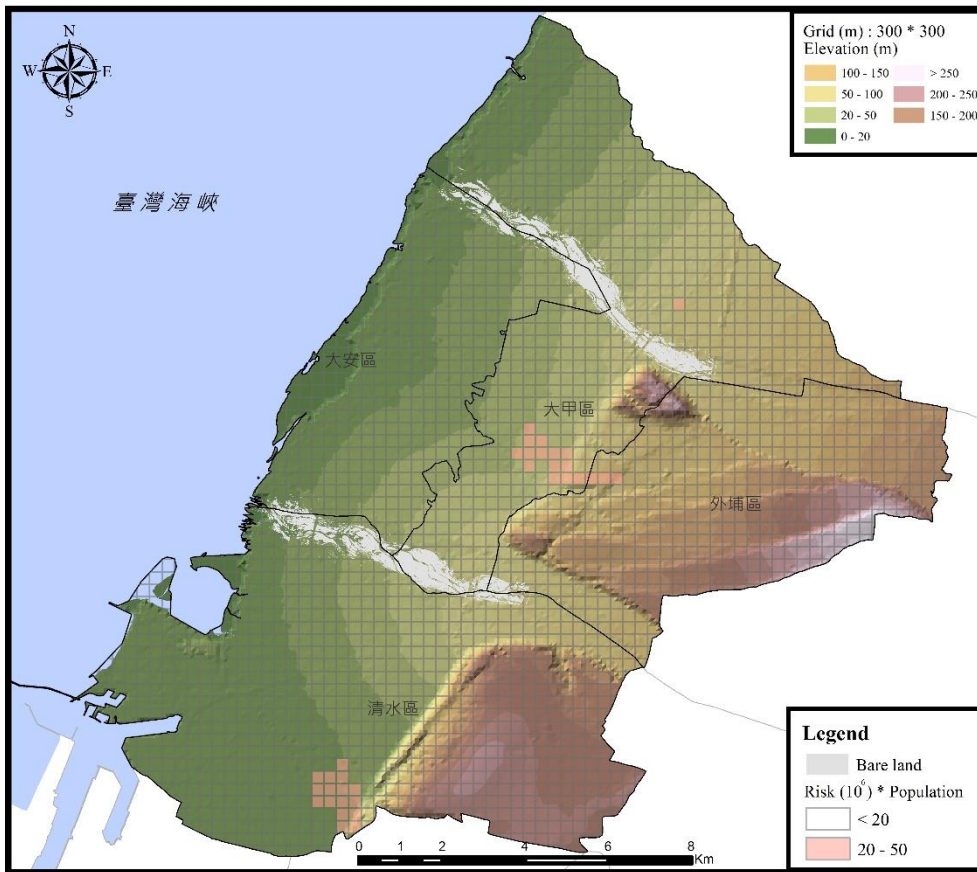 N
W E
S
Grid (m) : 300 * 300
Elevation (m)
100 - 150
> 250
50 - 100
200 - 250
20 - 50
150 - 200
0 - 20
臺灣海峽
大安區
大甲區
外埔區
清水區
0 2 4 6 8
Km
Legend
Bare land
Risk (10⁶) * Population
< 20
20 - 50